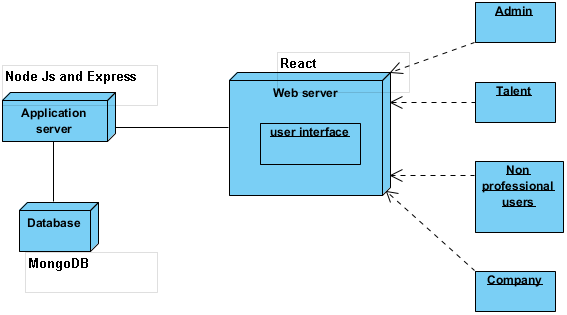 Admin
React
Node Js and Express
Web server
Talent
Application
server
user interface
Non
professional
users
Database
MongoDB
Company